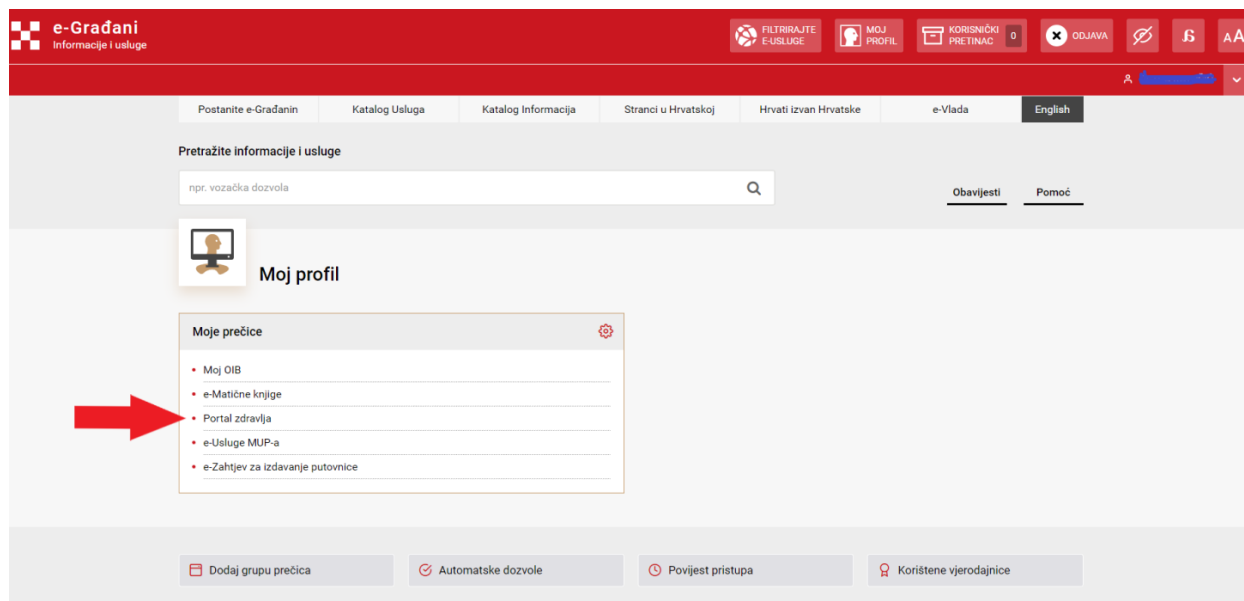 e-Građani
Informacije i usluge
FILTRIRAJTE
E-USLUGE
MOJ
PROFIL
KORISNIČKI
PRETINAC
0
ODJAVA
AA
Postanite e-Građanin
Katalog Usluga
Katalog Informacija
Stranci u Hrvatskoj
Hrvati izvan Hrvatske
e-Vlada
English
Pretražite informacije i usluge
npr. vozačka dozvola
Obavijesti
Pomoć
Moj profil
Moje prečice
Moj OIB
e-Matične knjige
Portal zdravlja
e-Usluge MUP-a
e-Zahtjev za izdavanje putovnice
Dodaj grupu prečica
Automatske dozvole
Povijest pristupa
Korištene vjerodajnice